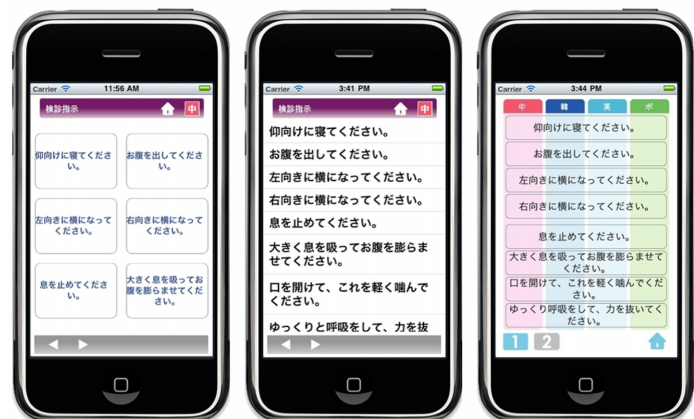 Carrier 11:56 AM
検診指示 中
仰向けに寝てくださ
い。
お腹を出してくださ
い。
左向きに横になって
ください。
右向きに横になって
ください。
息を止めてくださ
い。
大きく息を吸ってお
腹を膨らませてくだ
さい。
Carrier 3:41 PM
検診指示 中
仰向けに寝てください。
お腹を出してください。
左向きに横になってください。
右向きに横になってください。
息を止めてください。
大きく息を吸ってお腹を膨らま
せてください。
口を開けて、これを軽く噛んで
ください。
ゆっくりと呼吸をして、力を抜
Carrier 3:44 PM
中 韓 英 ポ
仰向けに寝てください。
お腹を出してください。
左向きに横になってください。
右向きに横になってください。
息を止めてください。
大きく息を吸ってお腹を膨らませて
ください。
口を開けて、これを軽く噛んでくだ
さい。
ゆっくり呼吸をして、力を抜いてく
ださい。
1 2